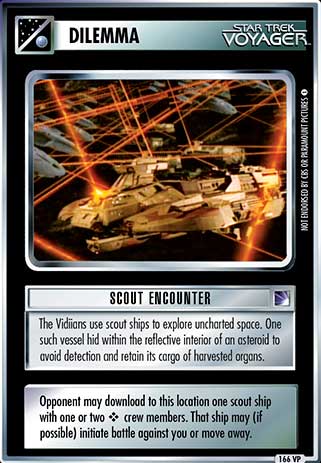 DILEMMA
STAR TREK
VOYAGER™
NOT ENDORSED BY CBS OR PARAMOUNT PICTURES
SCOUT ENCOUNTER
The Vidiians use scout ships to explore uncharted space. One
such vessel hid within the reflective interior of an asteroid to
avoid detection and retain its cargo of harvested organs.
Opponent may download to this location one scout ship
with one or two ❖ crew members. That ship may (if
possible) initiate battle against you or move away.
166 VP